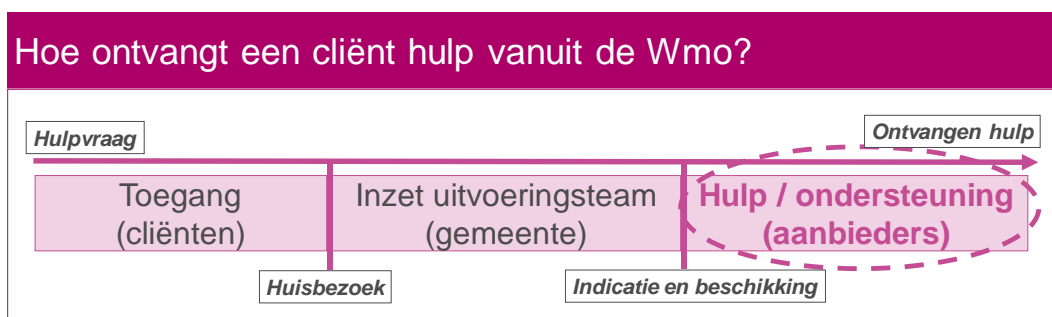 Hoe ontvangt een cliënt hulp vanuit de Wmo?
Hulpvraag
Ontvangen hulp
Toegang
(cliënten)
Inzet uitvoeringsteam
(gemeente)
Hulp / ondersteuning
(aanbieders)
Huisbezoek
Indicatie en beschikking